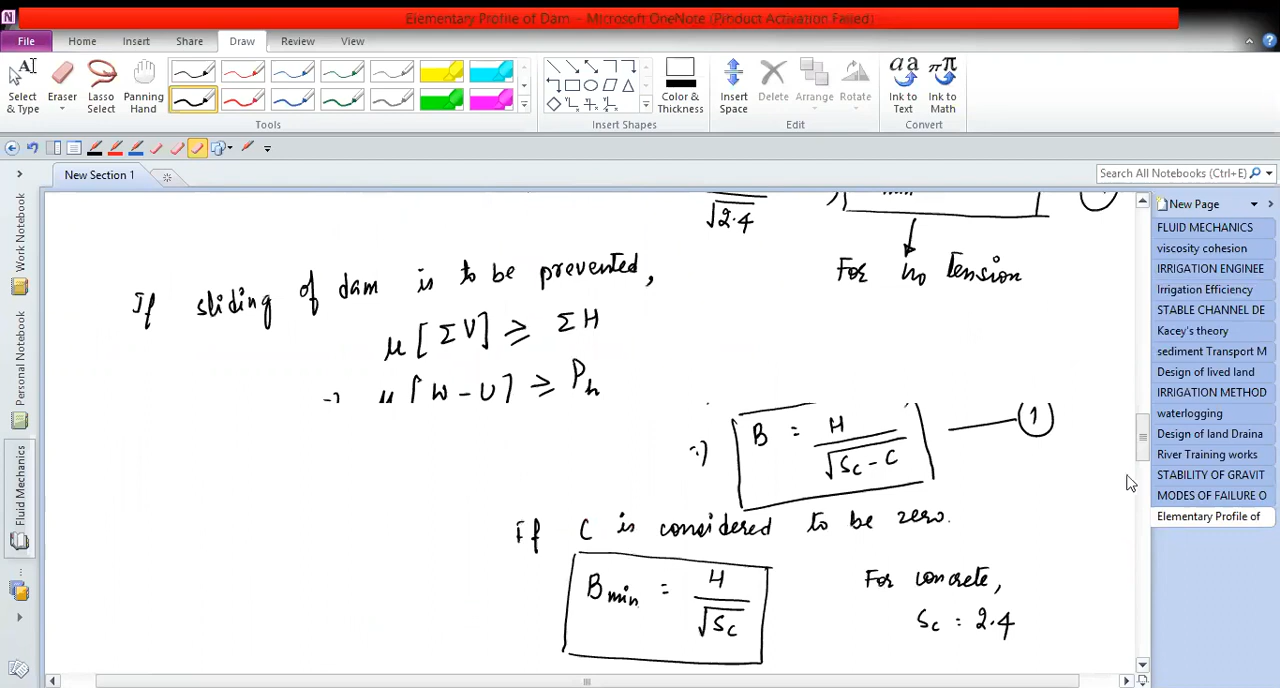 Elementary Profile of Dam - Microsoft OneNote (Product Activation Failed)
File Home Insert Share Draw Review View
Select & Type
Eraser
Lasso Select
Panning Hand
Color & Thickness
Insert Space
Delete
Arrange
Rotate
Ink to Text
Ink to Math
Tools
Insert Shapes
Edit
Convert
New Section 1
Search All Notebooks (Ctrl+E)
Work Notebook
Personal Notebook
Fluid Mechanics
√2.4
For no tension
If sliding of dam is to be prevented,
μ[ΣV] ≥ ΣH
μ[W-U] ≥ Ph
⇒ B = H/√Sc-C — ①
If C is considered to be zero.
Bmin = H/√Sc
For concrete,
Sc = 2.4
New Page
FLUID MECHANICS
viscosity cohesion
IRRIGATION ENGINEE
Irrigation Efficiency
STABLE CHANNEL DE
Kacey's theory
sediment Transport M
Design of lived land
IRRIGATION METHOD
waterlogging
Design of land Draina
River Training works
STABILITY OF GRAVIT
MODES OF FAILURE O
Elementary Profile of